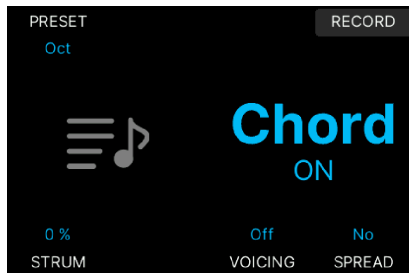 PRESET RECORD
Oct
Chord
ON
0 % Off No
STRUM VOICING SPREAD